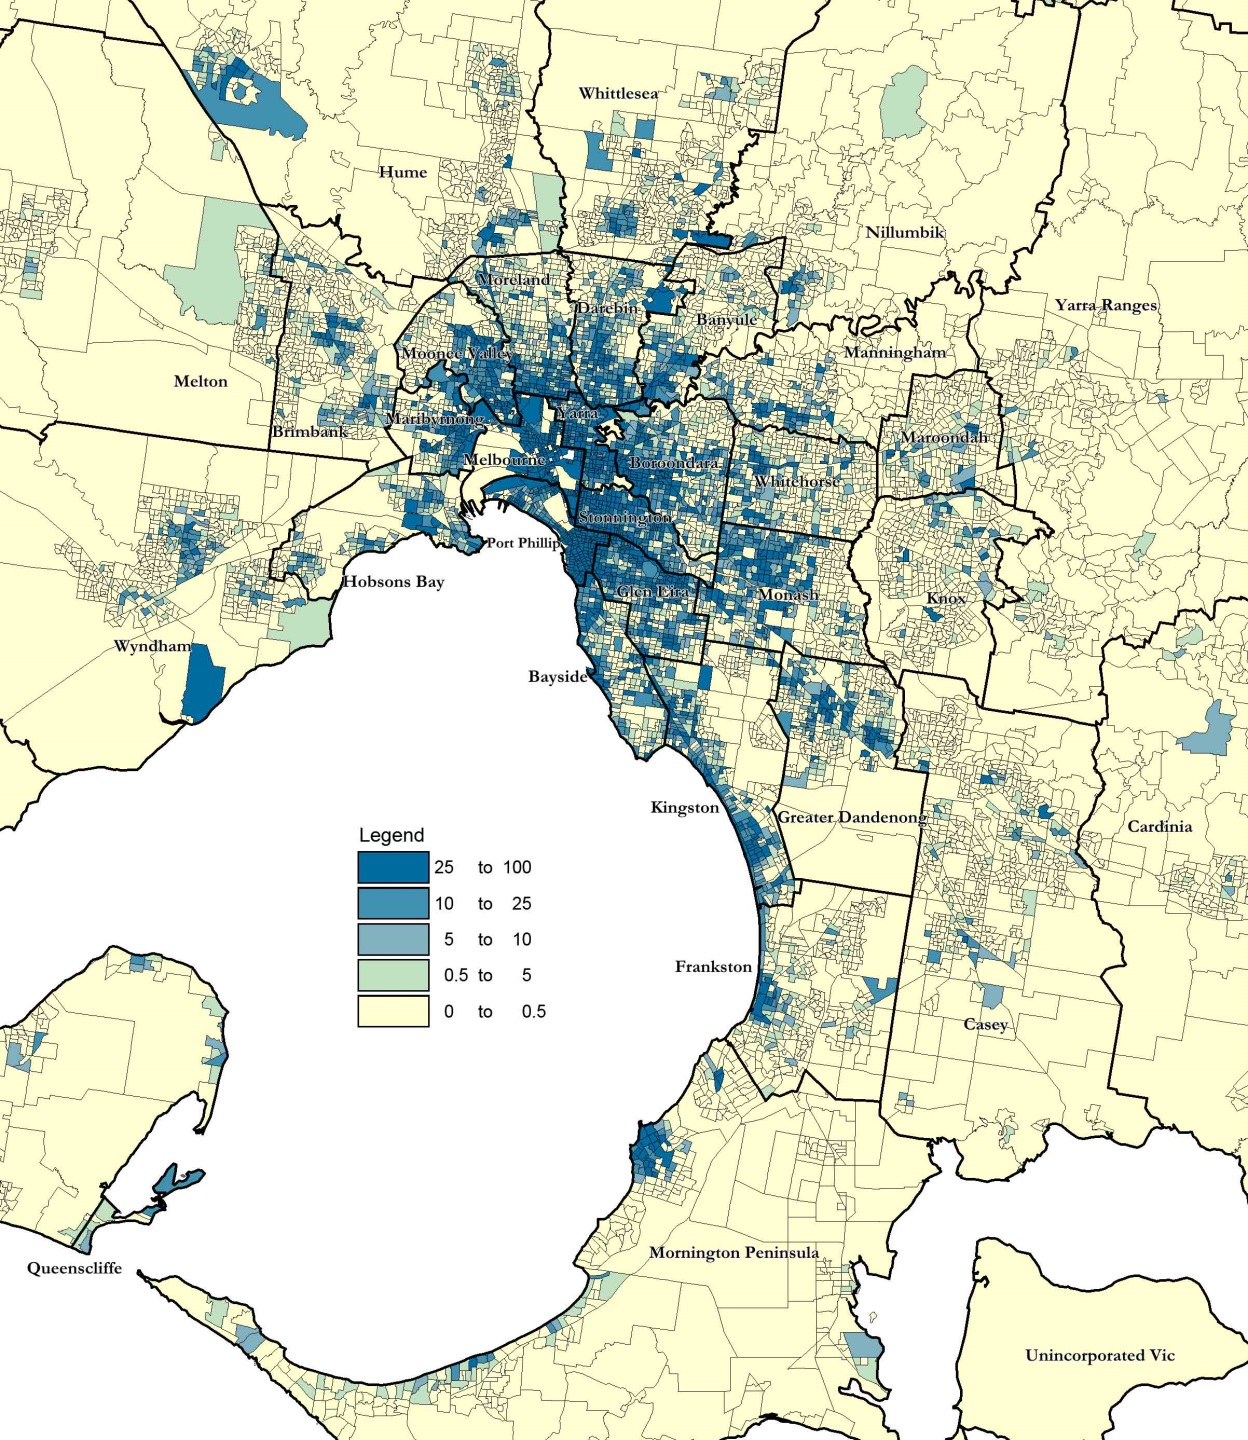 Whittlesea
Hume
Nillumbik
Moreland
Darebin
Yarra Ranges
Banyule
Moonee Valley
Manningham
Melton
Yarra
Maribyrnong
Brimbank
Maroondah
Melbourne
Boroondara
Whitehorse
Stonnington
Port Phillip
Hobsons Bay
Glen Eira
Monash
Knox
Wyndham
Bayside
Kingston
Greater Dandenong
Cardinia
Legend
25 to 100
10 to 25
5 to 10
0.5 to 5
0 to 0.5
Frankston
Casey
Mornington Peninsula
Queenscliffe
Unincorporated Vic